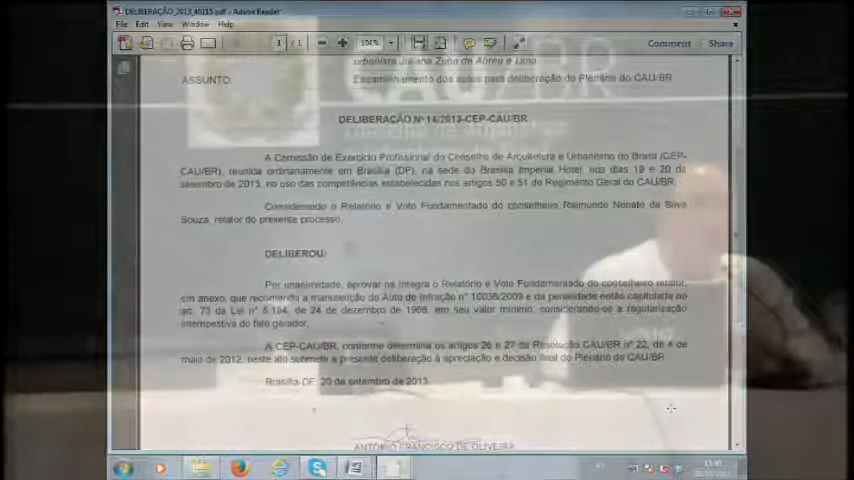 DELIBERAÇÃO_2013_46115.pdf - Adobe Reader
File Edit View Window Help
1 / 1 104% Comment Share
CAU/BR
urbanista Juliana Zuba de Abreu e Lima
ASSUNTO: Encaminhamento dos autos para deliberação do Plenário do CAU/BR
DELIBERAÇÃO Nº 14/2013-CEP-CAU/BR
A Comissão de Exercício Profissional do Conselho de Arquitetura e Urbanismo do Brasil (CEP-
CAU/BR), reunida ordinariamente em Brasília (DF), na sede do Brasília Imperial Hotel, nos dias 19 e 20 de
setembro de 2013, no uso das competências estabelecidas nos artigos 50 e 51 do Regimento Geral do CAU/BR;
Considerando o Relatório e Voto Fundamentado do conselheiro Raimundo Nonato da Silva
Souza, relator do presente processo.
DELIBEROU:
Por unanimidade, aprovar na íntegra o Relatório e Voto Fundamentado do conselheiro relator,
em anexo, que recomenda a manutenção do Auto de Infração n° 10036/2009 e da penalidade então capitulada no
art. 73 da Lei n° 5.194, de 24 de dezembro de 1966, em seu valor mínimo, considerando-se a regularização
intempestiva do fato gerador.
A CEP-CAU/BR, conforme determina os artigos 26 e 27 da Resolução CAU/BR nº 22, de 4 de
maio de 2012, neste ato submete a presente deliberação à apreciação e decisão final do Plenário do CAU/BR
Brasília-DF, 20 de setembro de 2013.
ANTÔNIO FRANCISCO DE OLIVEIRA